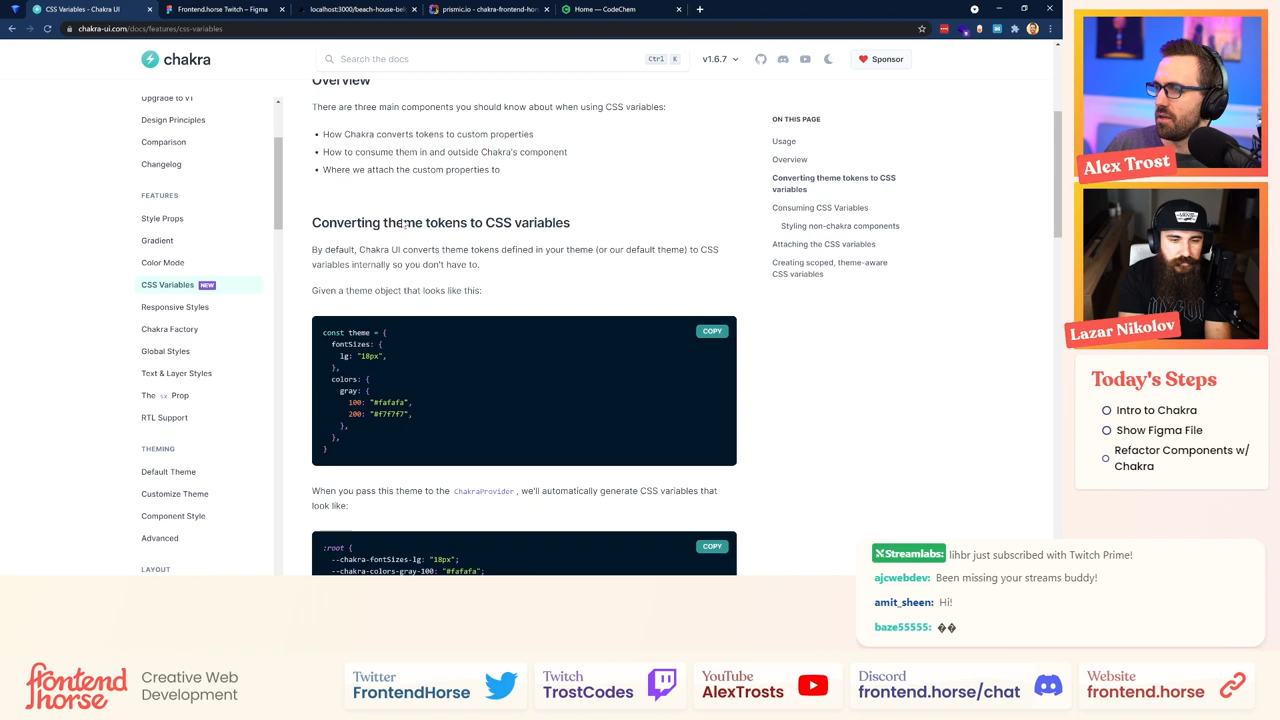 CSS Variables - Chakra UI
Frontend.horse Twitch – Figma
localhost:3000/beach-house-bel
prismic.io - chakra-frontend-hor
Home — CodeChem
chakra-ui.com/docs/features/css-variables
chakra
Search the docs
Ctrl K
v1.6.7
Sponsor
Upgrade to v1
Design Principles
Comparison
Changelog
FEATURES
Style Props
Gradient
Color Mode
CSS Variables NEW
Responsive Styles
Chakra Factory
Global Styles
Text & Layer Styles
The sx Prop
RTL Support
THEMING
Default Theme
Customize Theme
Component Style
Advanced
LAYOUT
Overview
There are three main components you should know about when using CSS variables:
• How Chakra converts tokens to custom properties
• How to consume them in and outside Chakra's component
• Where we attach the custom properties to
Converting theme tokens to CSS variables
By default, Chakra UI converts theme tokens defined in your theme (or our default theme) to CSS
variables internally so you don't have to.
Given a theme object that looks like this:
COPY
const theme = {
fontSizes: {
lg: "18px",
},
colors: {
gray: {
100: "#fafafa",
200: "#f7f7f7",
},
},
}
When you pass this theme to the ChakraProvider, we'll automatically generate CSS variables that
look like:
COPY
:root {
--chakra-fontSizes-lg: "18px";
--chakra-colors-gray-100: "#fafafa";
ON THIS PAGE
Usage
Overview
Converting theme tokens to CSS
variables
Consuming CSS Variables
Styling non-chakra components
Attaching the CSS variables
Creating scoped, theme-aware
CSS variables
Alex Trost
Lazar Nikolov
Today's Steps
Intro to Chakra
Show Figma File
Refactor Components w/
Chakra
Streamlabs: lihbr just subscribed with Twitch Prime!
ajcwebdev: Been missing your streams buddy!
amit_sheen: Hi!
baze55555: ��
frontend
horse
Creative Web
Development
Twitter
FrontendHorse
Twitch
TrostCodes
YouTube
AlexTrosts
Discord
frontend.horse/chat
Website
frontend.horse